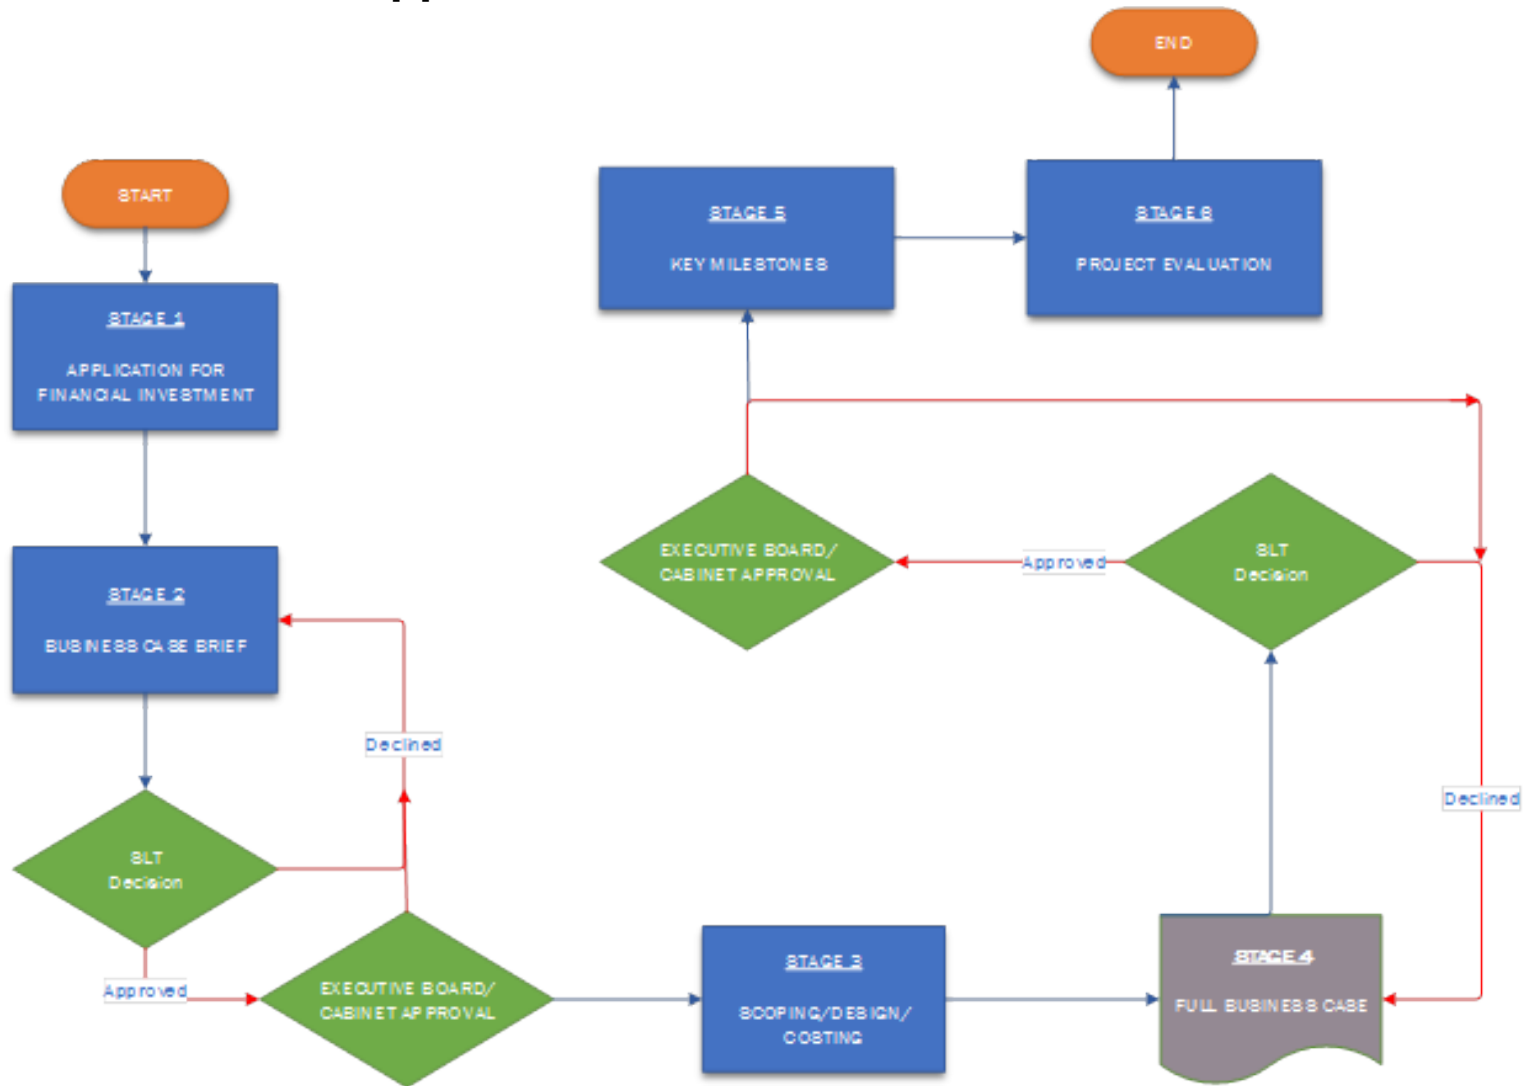 START
STAGE 1
APPLICATION FOR
FINANCIAL INVESTMENT
STAGE 2
BUSINESS CASE BRIEF
Declined
SLT
Decision
Approved
EXECUTIVE BOARD/
CABINET APPROVAL
STAGE 3
SCOPING/DESIGN/
COSTING
STAGE 4
FULL BUSINESS CASE
Declined
SLT
Decision
Approved
EXECUTIVE BOARD/
CABINET APPROVAL
STAGE 5
KEY MILESTONES
STAGE 6
PROJECT EVALUATION
END